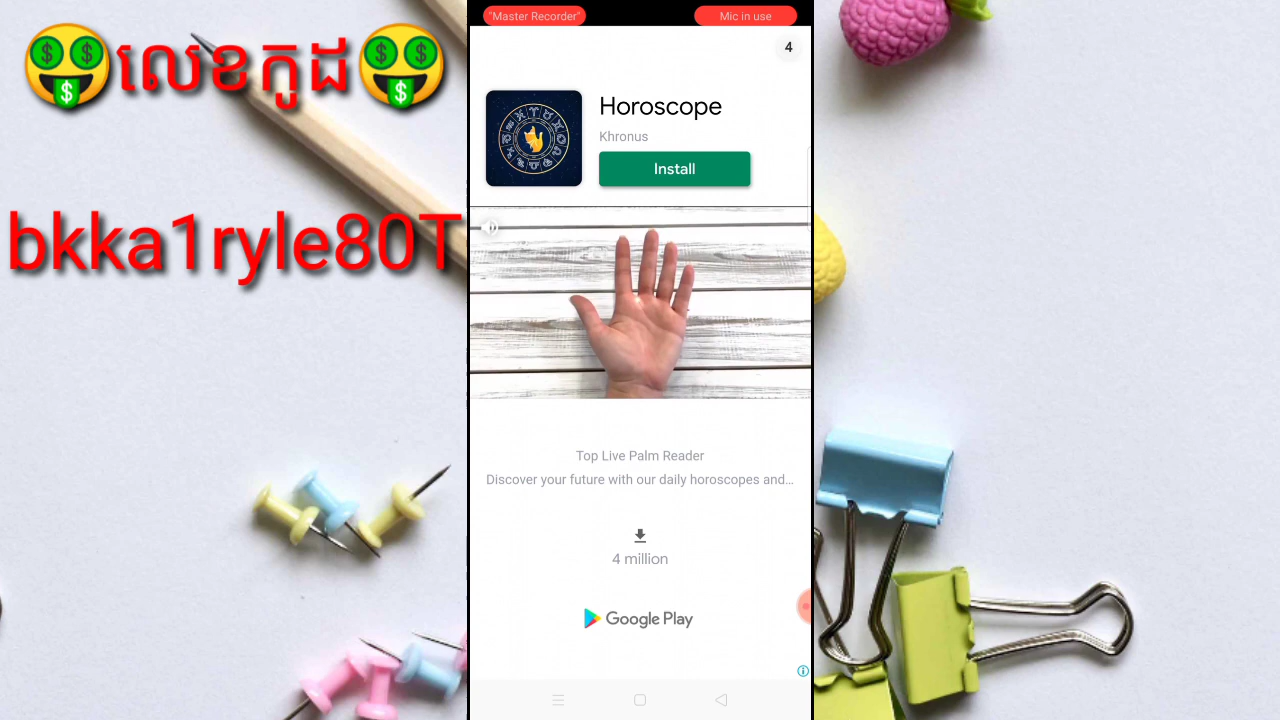 លេខកូដ
bkka1ryle80T
"Master Recorder"
Mic in use
4
Horoscope
Khronus
Install
Top Live Palm Reader
Discover your future with our daily horoscopes and...
4 million
Google Play